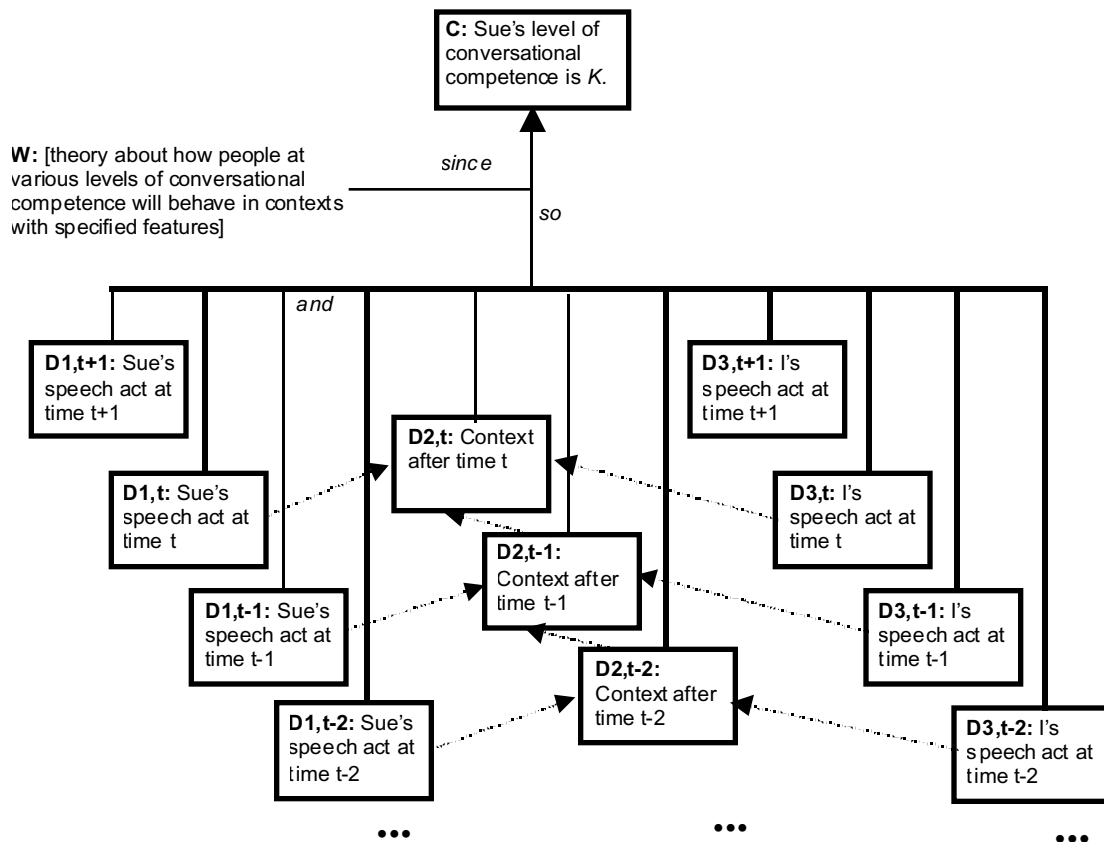 C: Sue's level of
conversational
competence is K.
W: [theory about how people at
various levels of conversational
competence will behave in contexts
with specified features]
since
so
and
D1,t+1: Sue's
speech act at
time t+1
D3,t+1: I's
speech act at
time t+1
D2,t: Context
after time t
D1,t: Sue's
speech act at
time t
D3,t: I's
speech act at
time t
D2,t-1:
Context after
time t-1
D1,t-1: Sue's
speech act at
time t-1
D3,t-1: I's
speech act at
time t-1
D2,t-2:
Context after
time t-2
D1,t-2: Sue's
speech act at
time t-2
D3,t-2: I's
speech act at
time t-2
...
...
...